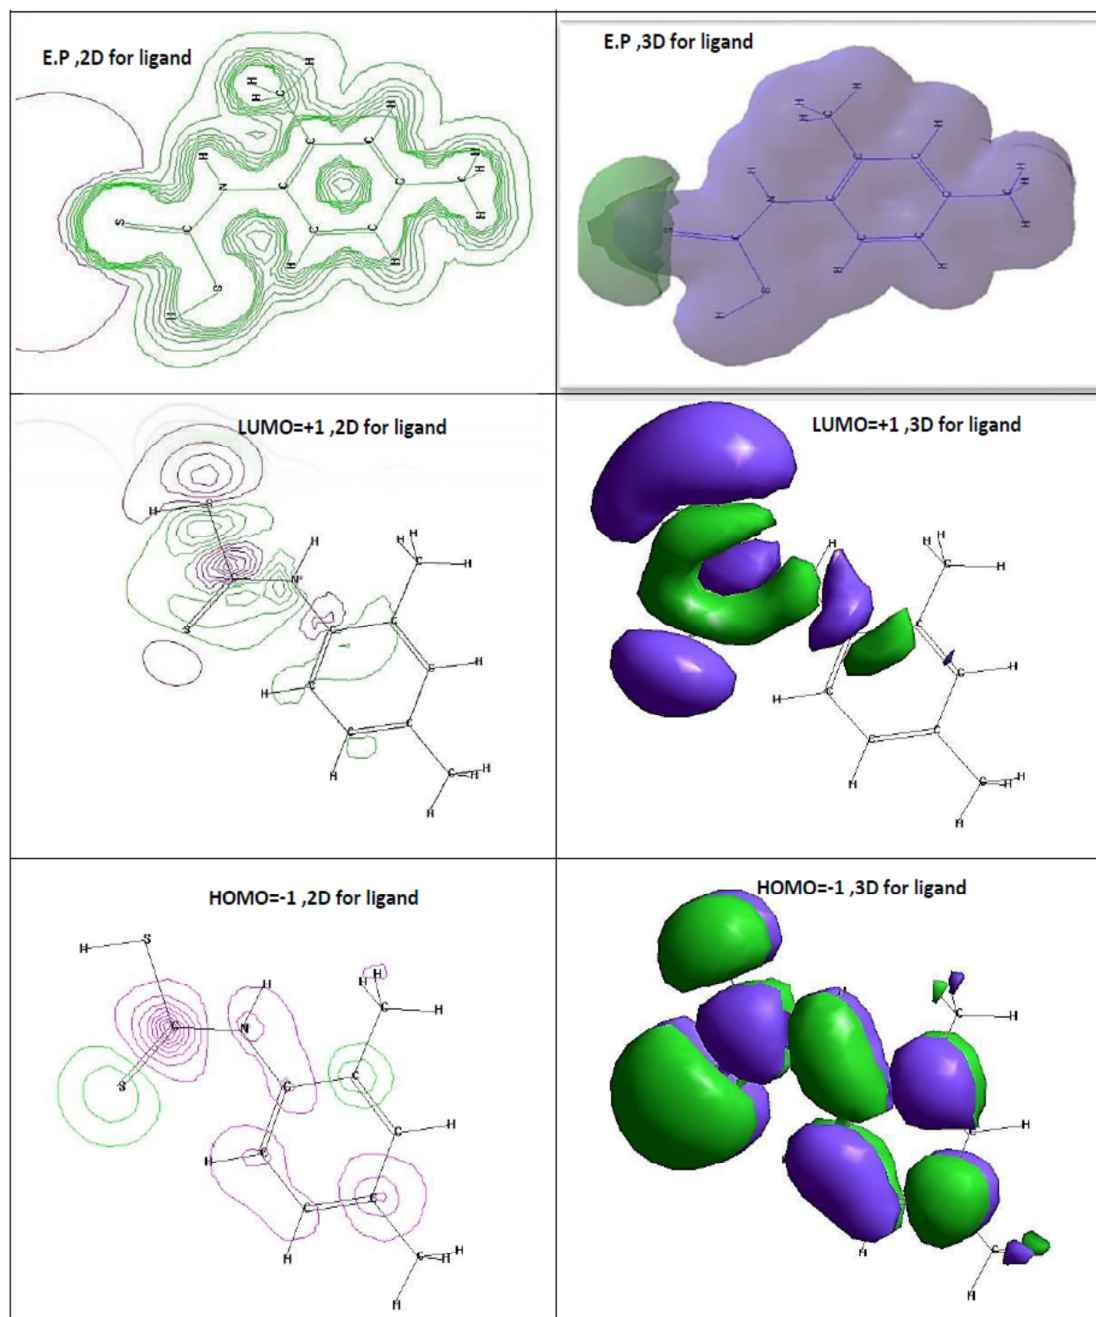 E.P ,2D for ligand
E.P ,3D for ligand
LUMO=+1 ,2D for ligand
LUMO=+1 ,3D for ligand
HOMO=-1 ,2D for ligand
HOMO=-1 ,3D for ligand